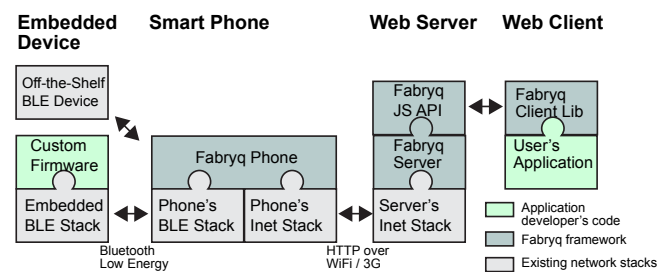 Embedded
Device
Smart Phone
Web Server
Web Client
Off-the-Shelf
BLE Device
Fabryq
JS API
Fabryq
Client Lib
Custom
Firmware
Fabryq Phone
Fabryq
Server
User's
Application
Embedded
BLE Stack
Phone's
BLE Stack
Phone's
Inet Stack
Server's
Inet Stack
Bluetooth
Low Energy
HTTP over
WiFi / 3G
Application
developer's code
Fabryq framework
Existing network stacks